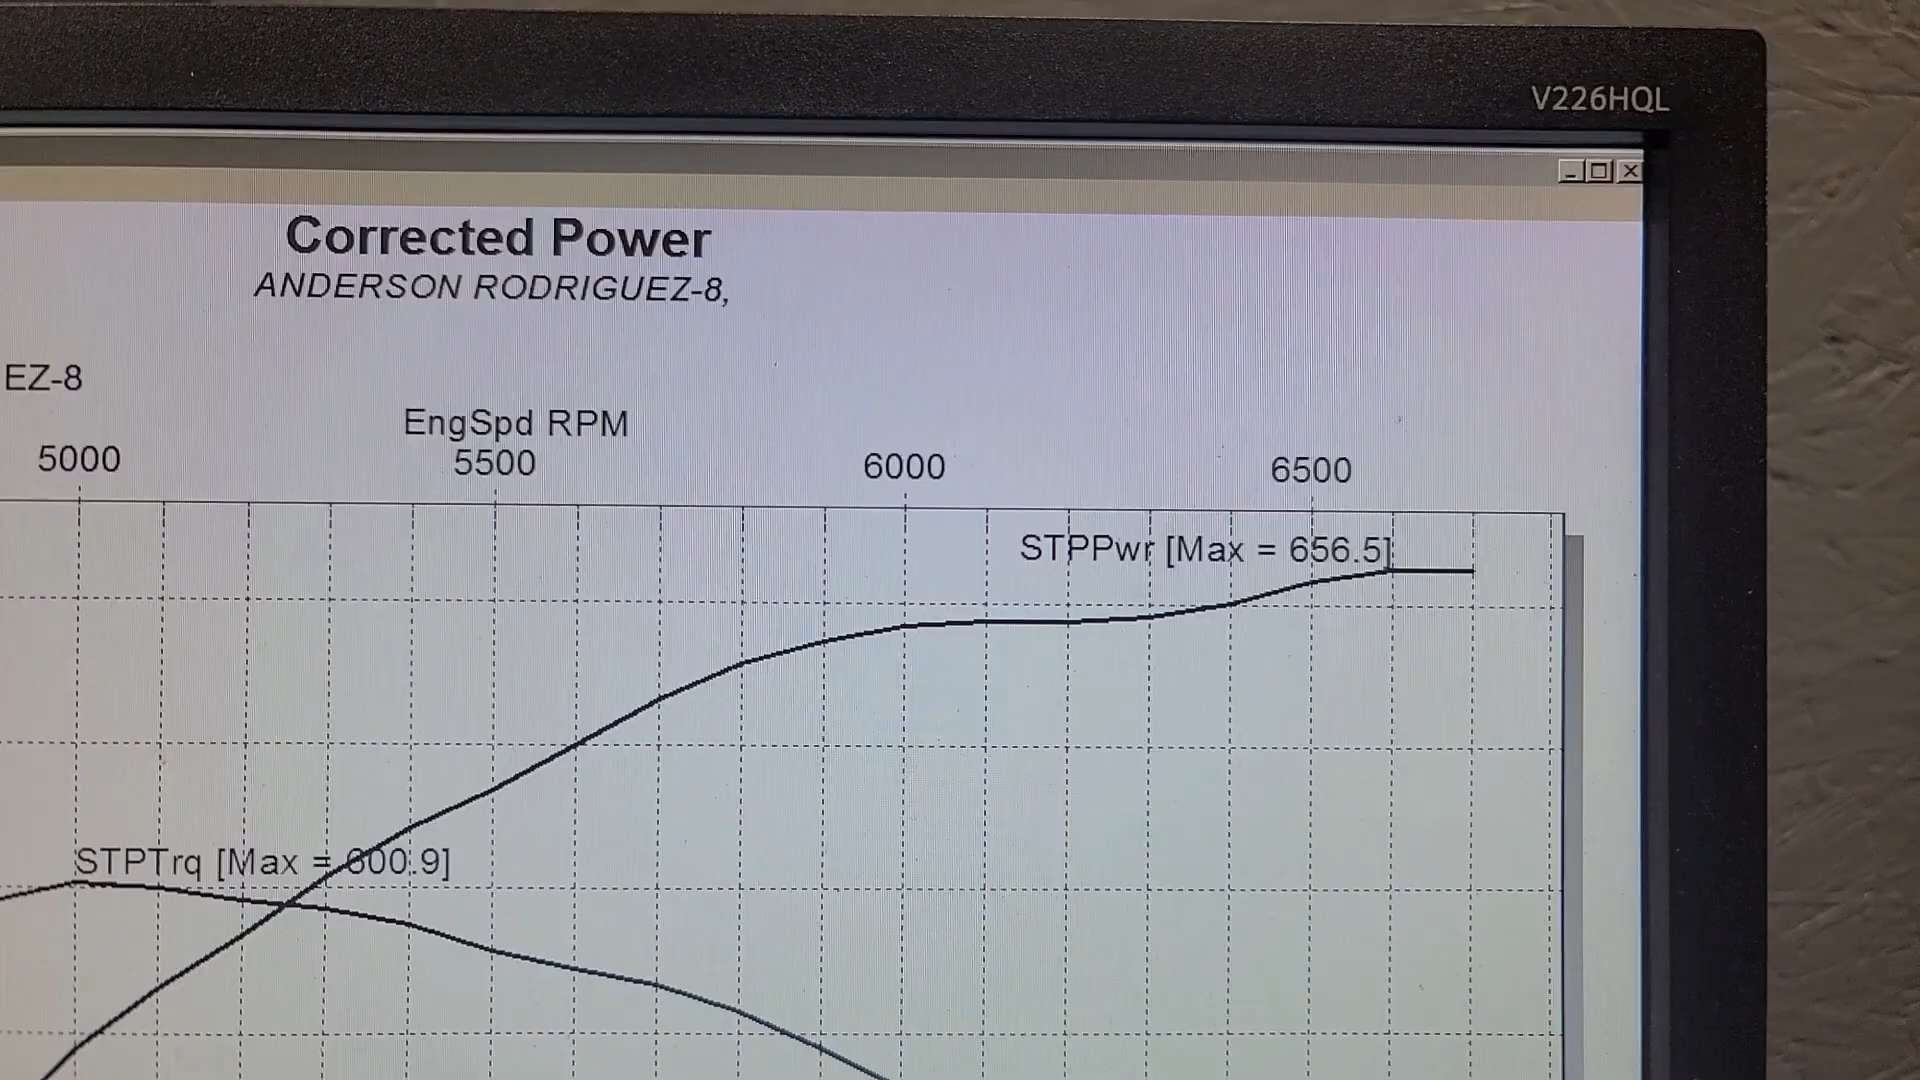 V226HQL
Corrected Power
ANDERSON RODRIGUEZ-8,
EZ-8
EngSpd RPM
5000 5500 6000 6500
STPPwr [Max = 656.5]
STPTrq [Max = 600.9]